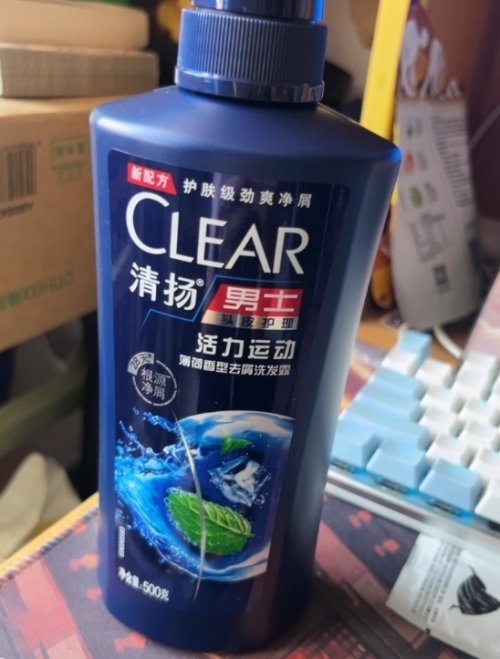 新配方
护肤级劲爽净屑
CLEAR
清扬®
男士
头皮护理
活力运动
薄荷香型去屑洗发露
根源
净屑
净含量:500克